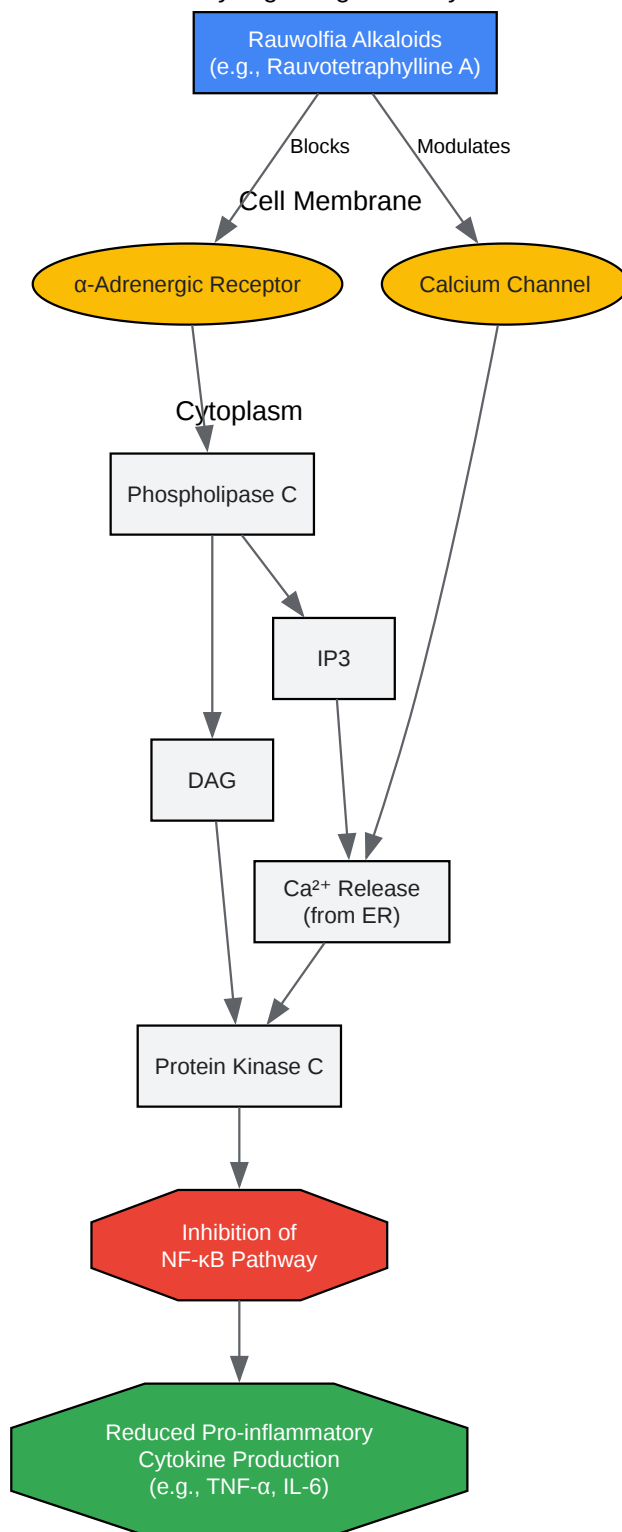 Rauwolfia Alkaloids
(e.g., Rauvotetraphylline A)
Blocks
Modulates
Cell Membrane
α-Adrenergic Receptor
Calcium Channel
Cytoplasm
Phospholipase C
IP3
DAG
Ca²⁺ Release
(from ER)
Protein Kinase C
Inhibition of
NF-κB Pathway
Reduced Pro-inflammatory
Cytokine Production
(e.g., TNF-α, IL-6)